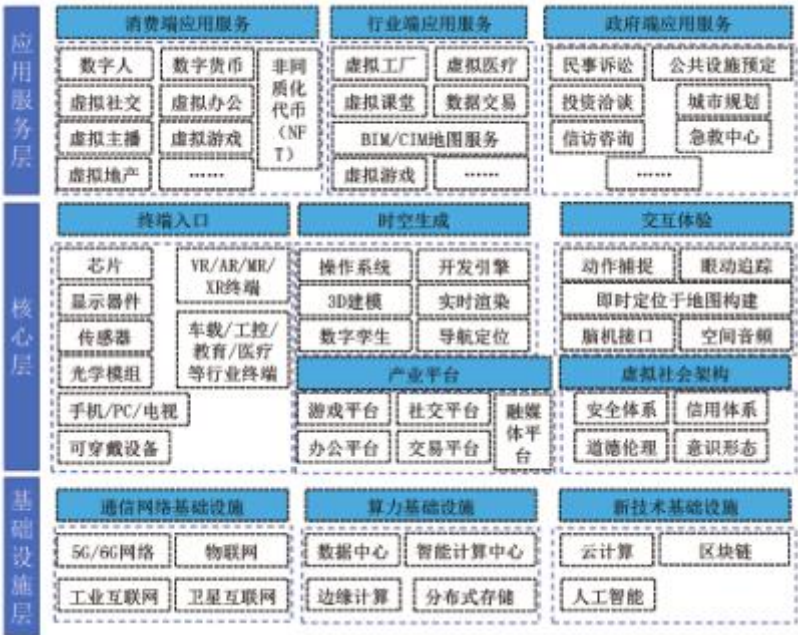 应用服务层
消费端应用服务
数字人
数字货币
非同
质化
代币
（NF
T）
虚拟社交
虚拟办公
虚拟主播
虚拟游戏
虚拟地产
……
行业端应用服务
虚拟工厂
虚拟医疗
虚拟课堂
数据交易
BIM/CIM地图服务
虚拟游戏
……
政府端应用服务
民事诉讼
公共设施预定
投资洽谈
城市规划
信访咨询
急救中心
……
核心层
终端入口
芯片
VR/AR/MR/
XR终端
显示器件
传感器
车载/工控/
教育/医疗
等行业终端
光学模组
手机/PC/电视
可穿戴设备
时空生成
操作系统
开发引擎
3D建模
实时渲染
数字孪生
导航定位
产业平台
游戏平台
社交平台
融媒
体平
台
办公平台
交易平台
交互体验
动作捕捉
眼动追踪
即时定位于地图构建
脑机接口
空间音频
虚拟社会架构
安全体系
信用体系
道德伦理
意识形态
基础设施层
通信网络基础设施
5G/6G网络
物联网
工业互联网
卫星互联网
算力基础设施
数据中心
智能计算中心
边缘计算
分布式存储
新技术基础设施
云计算
区块链
人工智能